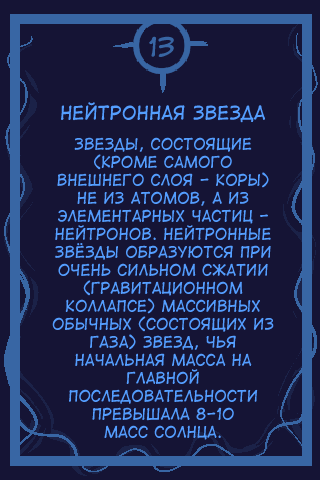 13
НЕЙТРОННАЯ ЗВЕЗДА
ЗВЕЗДЫ, СОСТОЯЩИЕ
(КРОМЕ САМОГО
ВНЕШНЕГО СЛОЯ - КОРЫ)
НЕ ИЗ АТОМОВ, А ИЗ
ЭЛЕМЕНТАРНЫХ ЧАСТИЦ -
НЕЙТРОНОВ. НЕЙТРОННЫЕ
ЗВЁЗДЫ ОБРАЗУЮТСЯ ПРИ
ОЧЕНЬ СИЛЬНОМ СЖАТИИ
(ГРАВИТАЦИОННОМ
КОЛЛАПСЕ) МАССИВНЫХ
ОБЫЧНЫХ (СОСТОЯЩИХ ИЗ
ГАЗА) ЗВЕЗД, ЧЬЯ
НАЧАЛЬНАЯ МАССА НА
ГЛАВНОЙ
ПОСЛЕДОВАТЕЛЬНОСТИ
ПРЕВЫШАЛА 8-10
МАСС СОЛНЦА.